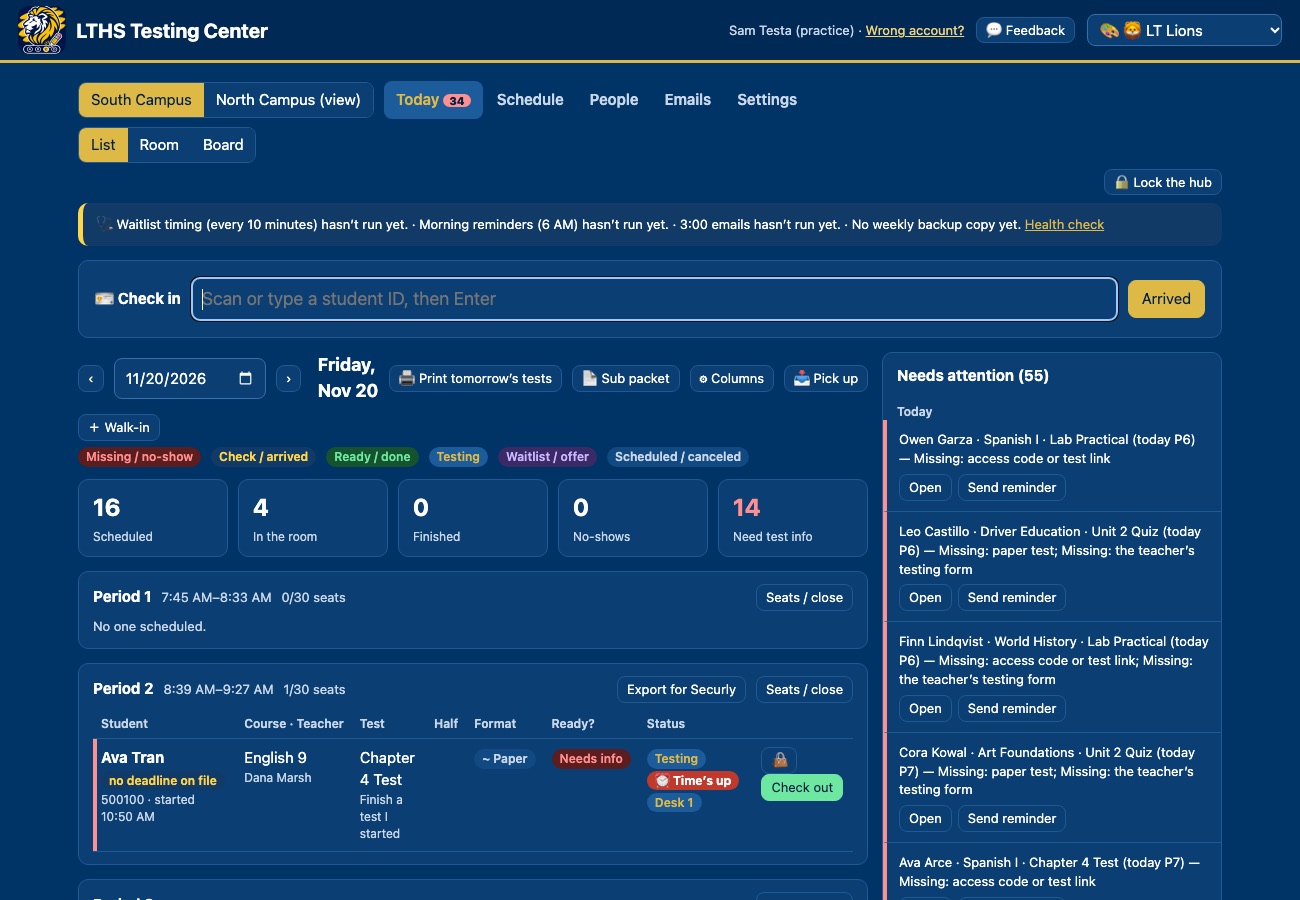 LTHS Testing Center
Sam Testa (practice) · Wrong account?
💬 Feedback
🎨 🦁 LT Lions
South Campus
North Campus (view)
Today 34
Schedule
People
Emails
Settings
List
Room
Board
🔒 Lock the hub
🩺 Waitlist timing (every 10 minutes) hasn’t run yet. · Morning reminders (6 AM) hasn’t run yet. · 3:00 emails hasn’t run yet. · No weekly backup copy yet. Health check
🪪 Check in
Scan or type a student ID, then Enter
Arrived
‹
11/20/2026
›
Friday,
Nov 20
🖨️ Print tomorrow’s tests
📄 Sub packet
⚙ Columns
📥 Pick up
+ Walk-in
Missing / no-show
Check / arrived
Ready / done
Testing
Waitlist / offer
Scheduled / canceled
16
Scheduled
4
In the room
0
Finished
0
No-shows
14
Need test info
Period 1 7:45 AM–8:33 AM 0/30 seats
Seats / close
No one scheduled.
Period 2 8:39 AM–9:27 AM 1/30 seats
Export for Securly
Seats / close
Student Course · Teacher Test Half Format Ready? Status
Ava Tran
no deadline on file
500100 · started
10:50 AM
English 9
Dana Marsh
Chapter
4 Test
Finish a
test I
started
~ Paper
Needs info
Testing
⏰ Time’s up
Desk 1
🔒
Check out
Needs attention (55)
Today
Owen Garza · Spanish I · Lab Practical (today P6)
— Missing: access code or test link
Open
Send reminder
Leo Castillo · Driver Education · Unit 2 Quiz (today
P6) — Missing: paper test; Missing: the teacher’s
testing form
Open
Send reminder
Finn Lindqvist · World History · Lab Practical (today
P6) — Missing: access code or test link; Missing:
the teacher’s testing form
Open
Send reminder
Cora Kowal · Art Foundations · Unit 2 Quiz (today
P7) — Missing: paper test; Missing: the teacher’s
testing form
Open
Send reminder
Ava Arce · Spanish I · Chapter 4 Test (today P7) —
Missing: access code or test link